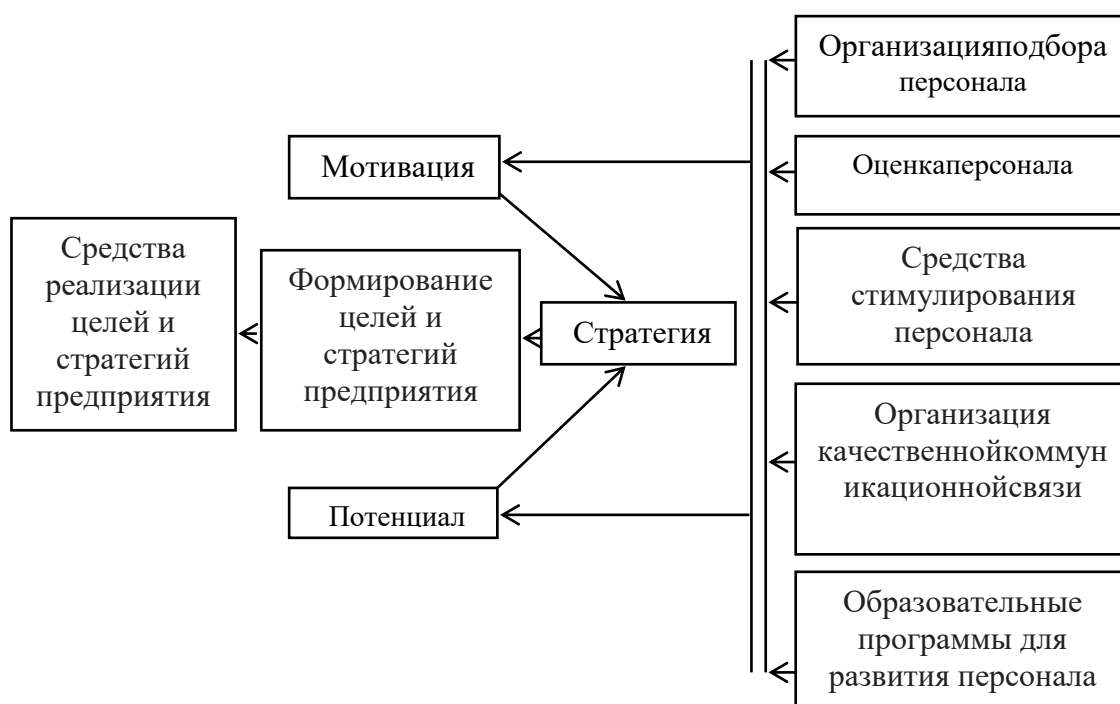 Организацияподбора
персонала
Мотивация
Оценкаперсонала
Средства
реализации
целей и
стратегий
предприятия
Формирование
целей и
стратегий
предприятия
Стратегия
Средства
стимулирования
персонала
Организация
качественнойкоммун
икационнойсвязи
Потенциал
Образовательные
программы для
развития персонала